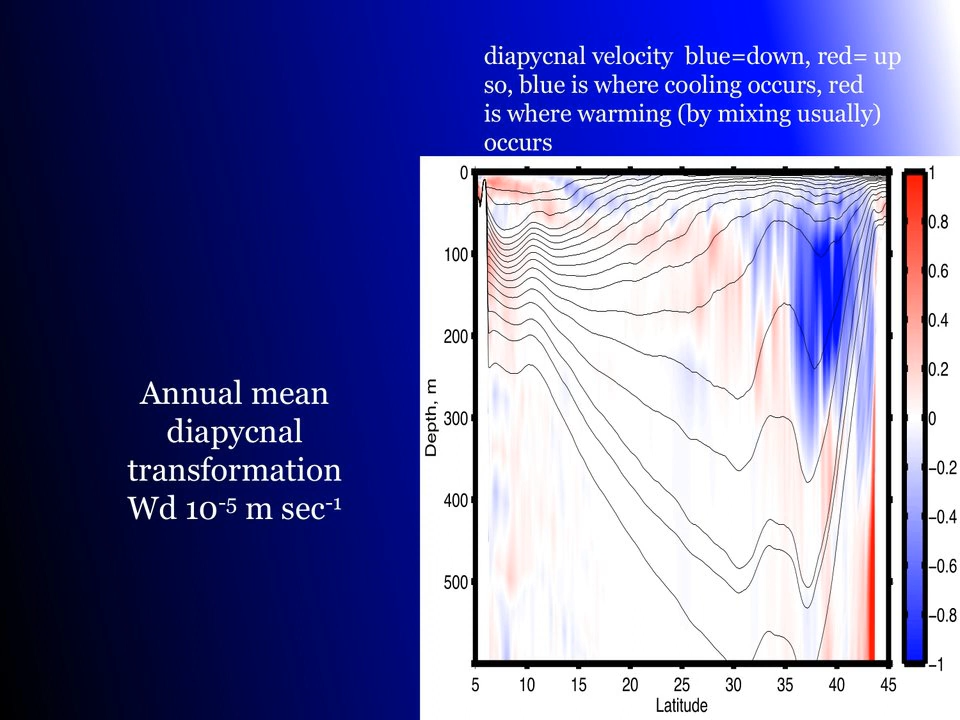 diapycnal velocity  blue=down, red= up
so, blue is where cooling occurs, red
is where warming (by mixing usually)
occurs
Annual mean
diapycnal
transformation
Wd 10⁻⁵ m sec⁻¹
Depth, m
0
100
200
300
400
500
5 10 15 20 25 30 35 40 45
Latitude
1
0.8
0.6
0.4
0.2
0
−0.2
−0.4
−0.6
−0.8
−1